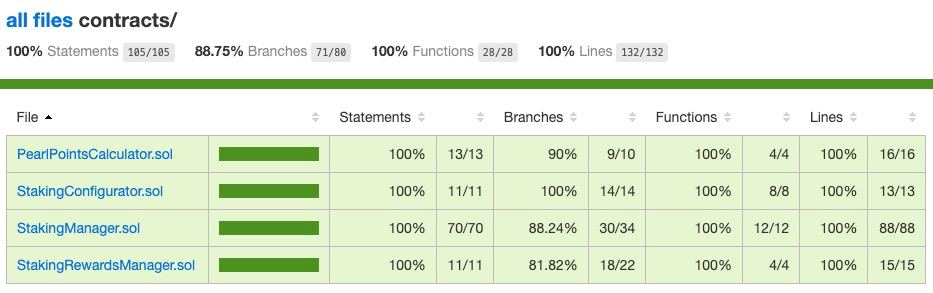 all files contracts/
100% Statements 105/105 88.75% Branches 71/80 100% Functions 28/28 100% Lines 132/132
File Statements Branches Functions Lines
PearlPointsCalculator.sol 100% 13/13 90% 9/10 100% 4/4 100% 16/16
StakingConfigurator.sol 100% 11/11 100% 14/14 100% 8/8 100% 13/13
StakingManager.sol 100% 70/70 88.24% 30/34 100% 12/12 100% 88/88
StakingRewardsManager.sol 100% 11/11 81.82% 18/22 100% 4/4 100% 15/15